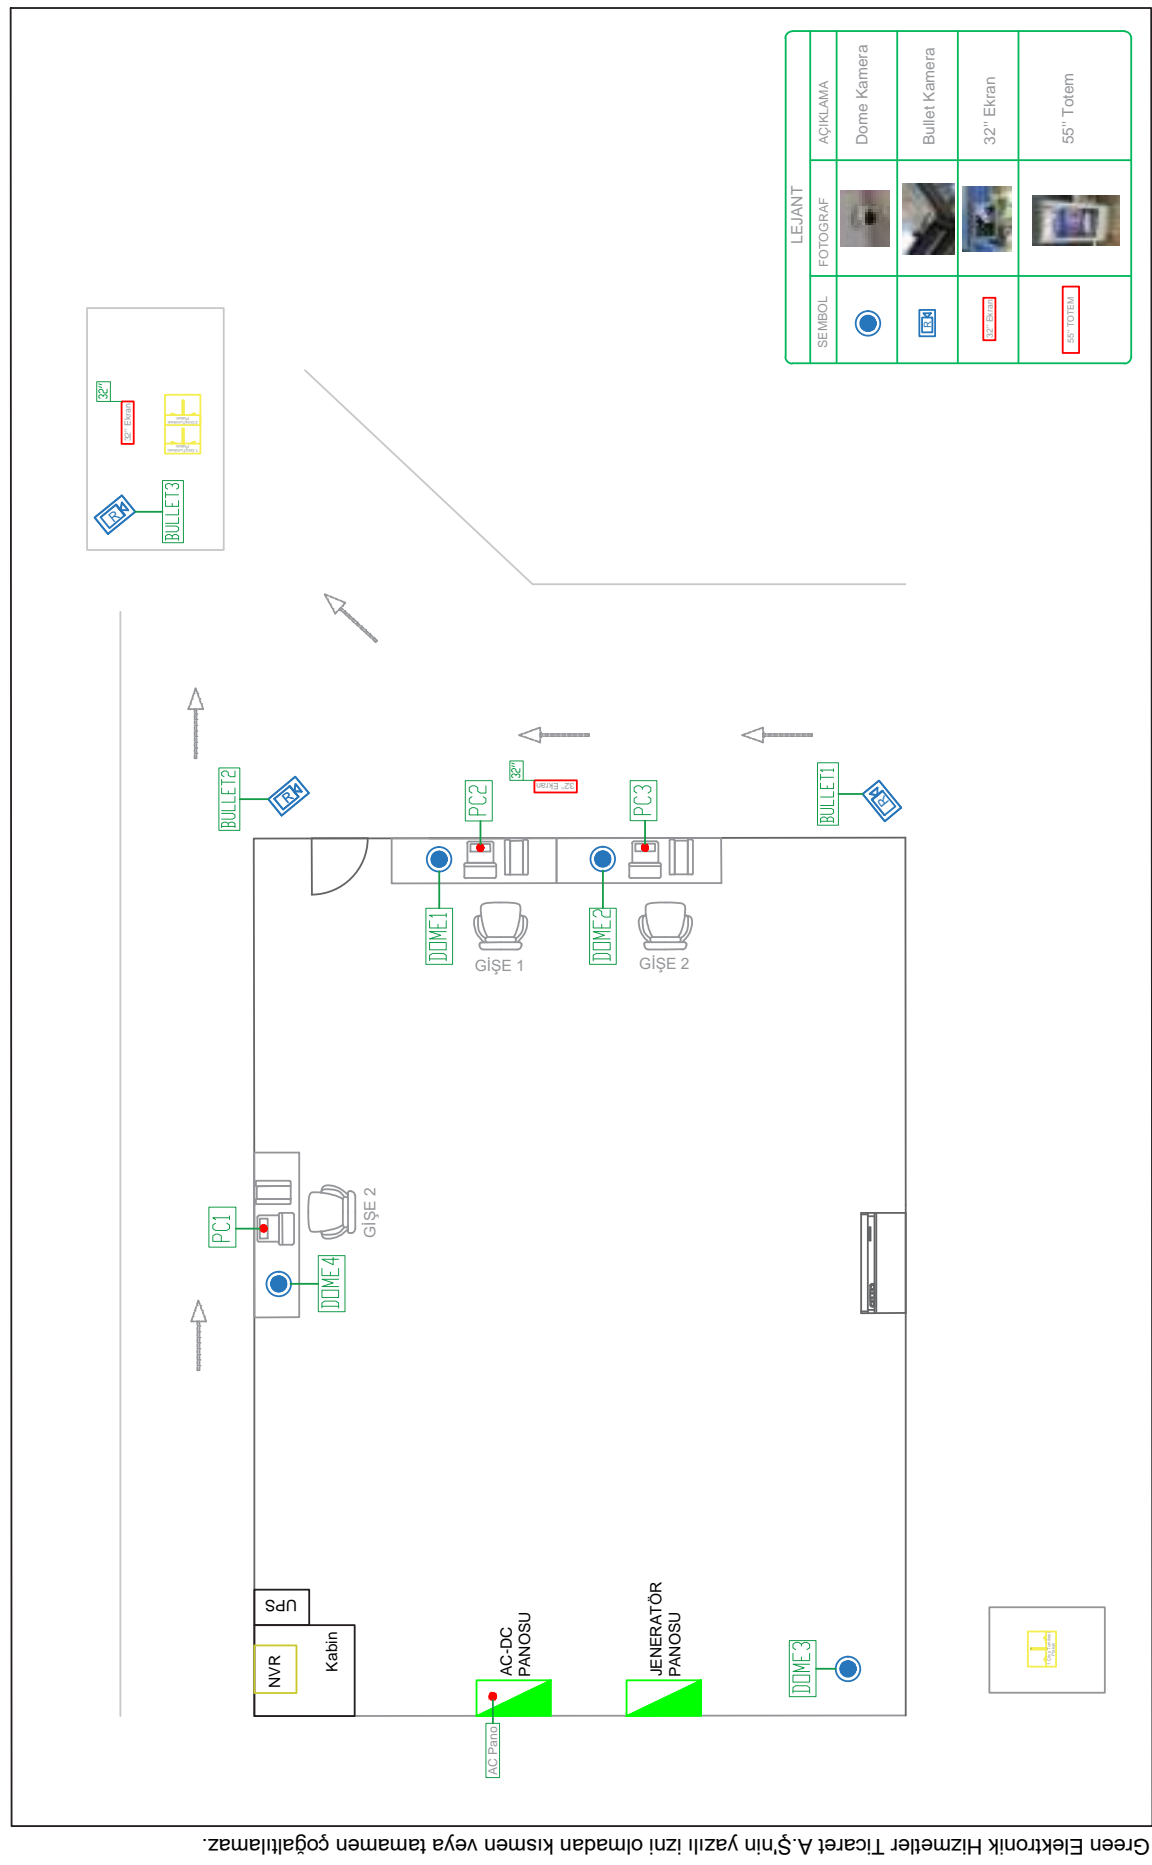 LEJANT
SEMBOL
FOTOGRAF
AÇIKLAMA
Dome Kamera
R
Bullet Kamera
32" Ekran
32" Ekran
55" TOTEM
55" Totem
32"
32" Ekran
R
BULLET3
BULLET2
R
32"
32" Ekran
PC2
PC3
BULLET1
R
DOME1
DOME2
GİŞE 1
GİŞE 2
PC1
GİŞE 2
DOME4
UPS
NVR
Kabin
AC-DC
PANOSU
JENERATÖR
PANOSU
AC Pano
DOME3
Green Elektronik Hizmetler Ticaret A.Ş'nin yazılı izni olmadan kısmen veya tamamen çoğaltılamaz.